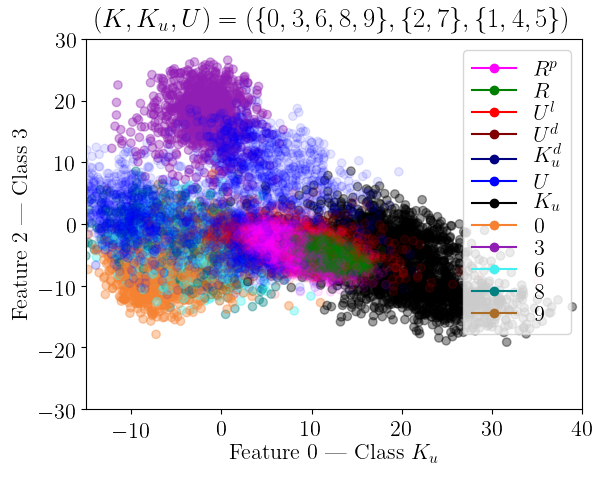 (K, K_u, U) = ({0, 3, 6, 8, 9}, {2, 7}, {1, 4, 5})
30
20
10
0
−10
−20
−30
Feature 2 — Class 3
−10
0
10
20
30
40
Feature 0 — Class K_u
R^p
R
U^l
U^d
K_u^d
U
K_u
0
3
6
8
9